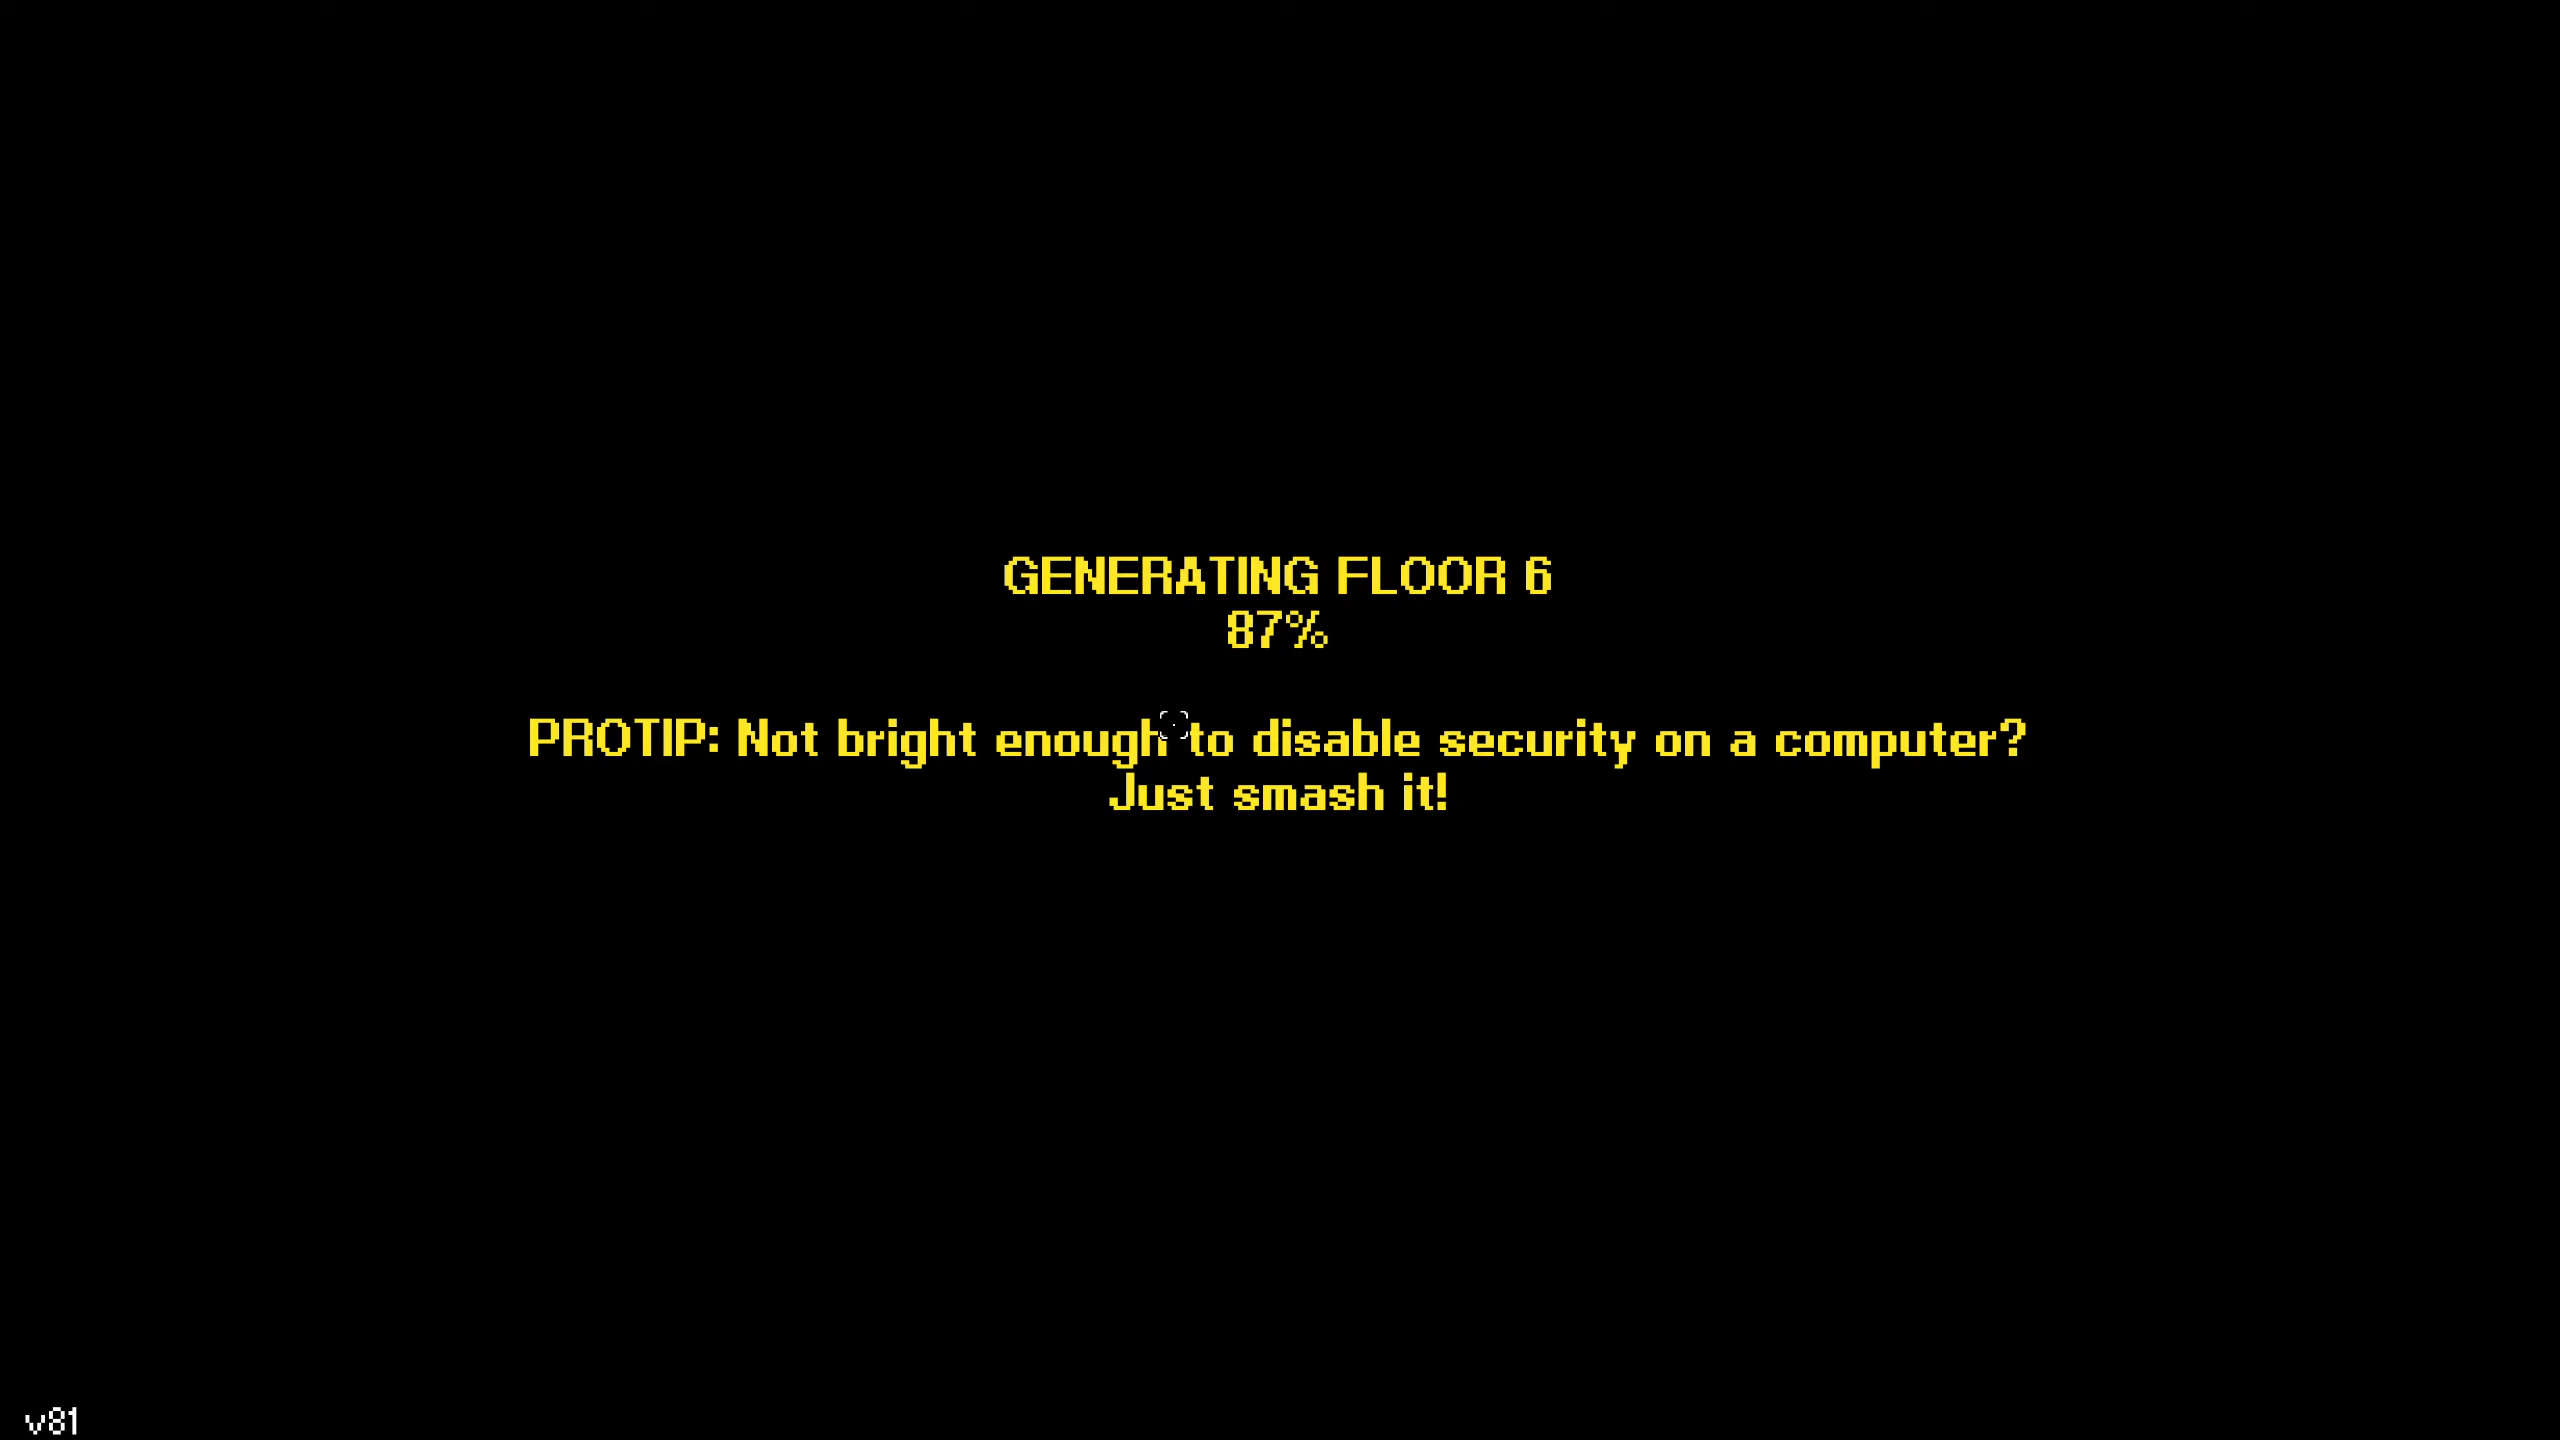 GENERATING FLOOR 6
87%
PROTIP: Not bright enough to disable security on a computer?
Just smash it!
v81